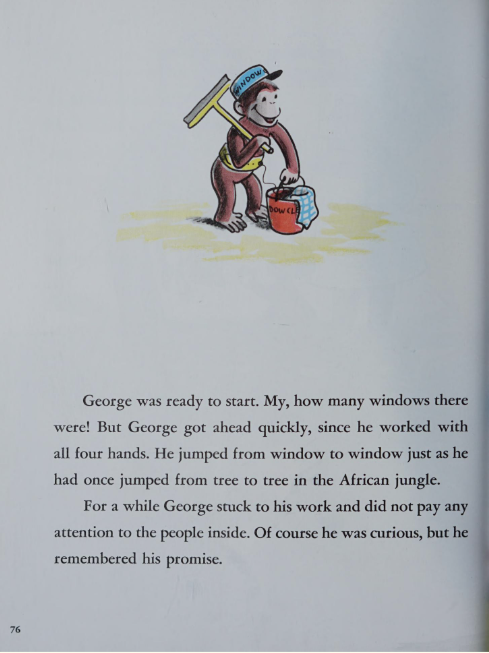 WINDOW
DOW CLE
George was ready to start. My, how many windows there
were! But George got ahead quickly, since he worked with
all four hands. He jumped from window to window just as he
had once jumped from tree to tree in the African jungle.
For a while George stuck to his work and did not pay any
attention to the people inside. Of course he was curious, but he
remembered his promise.
76